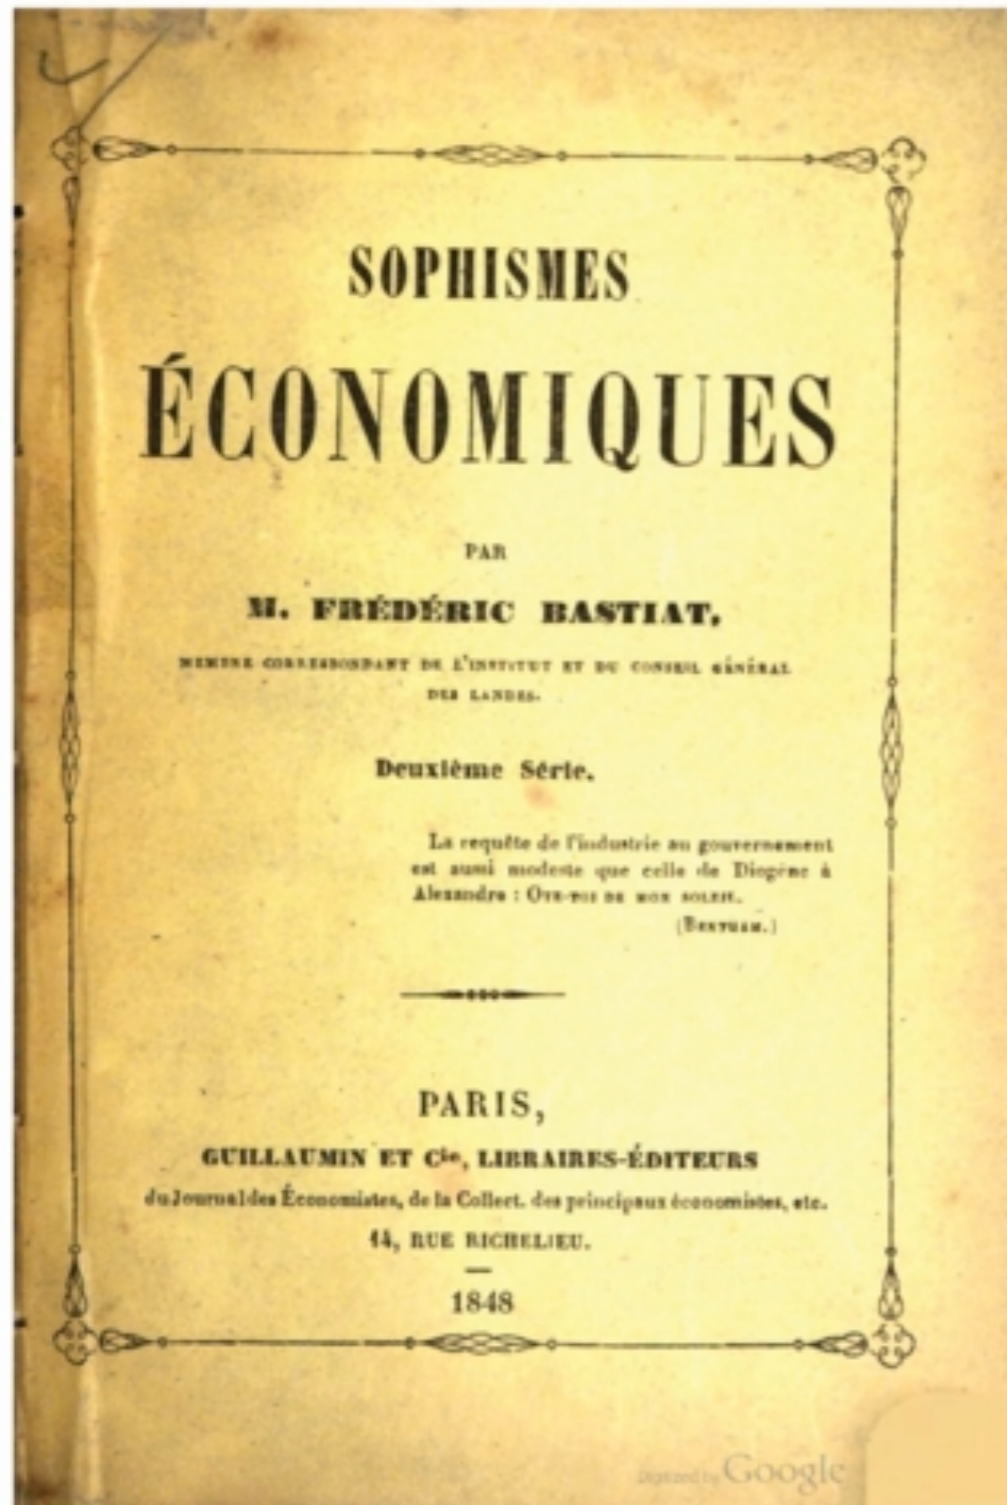 SOPHISMES
ÉCONOMIQUES
PAR
M. FRÉDÉRIC BASTIAT,
MEMBRE CORRESPONDANT DE L'INSTITUT ET DU CONSEIL GÉNÉRAL
DES LANDES.
Deuxième Série.
La requête de l'industrie au gouvernement
est aussi modeste que celle de Diogène à
Alexandre : OTE-TOI DE MON SOLEIL.
(BENTHAM.)
PARIS,
GUILLAUMIN ET Cie, LIBRAIRES-ÉDITEURS
du Journal des Économistes, de la Collect. des principaux économistes, etc.
14, RUE RICHELIEU.
1848
Digitized by Google